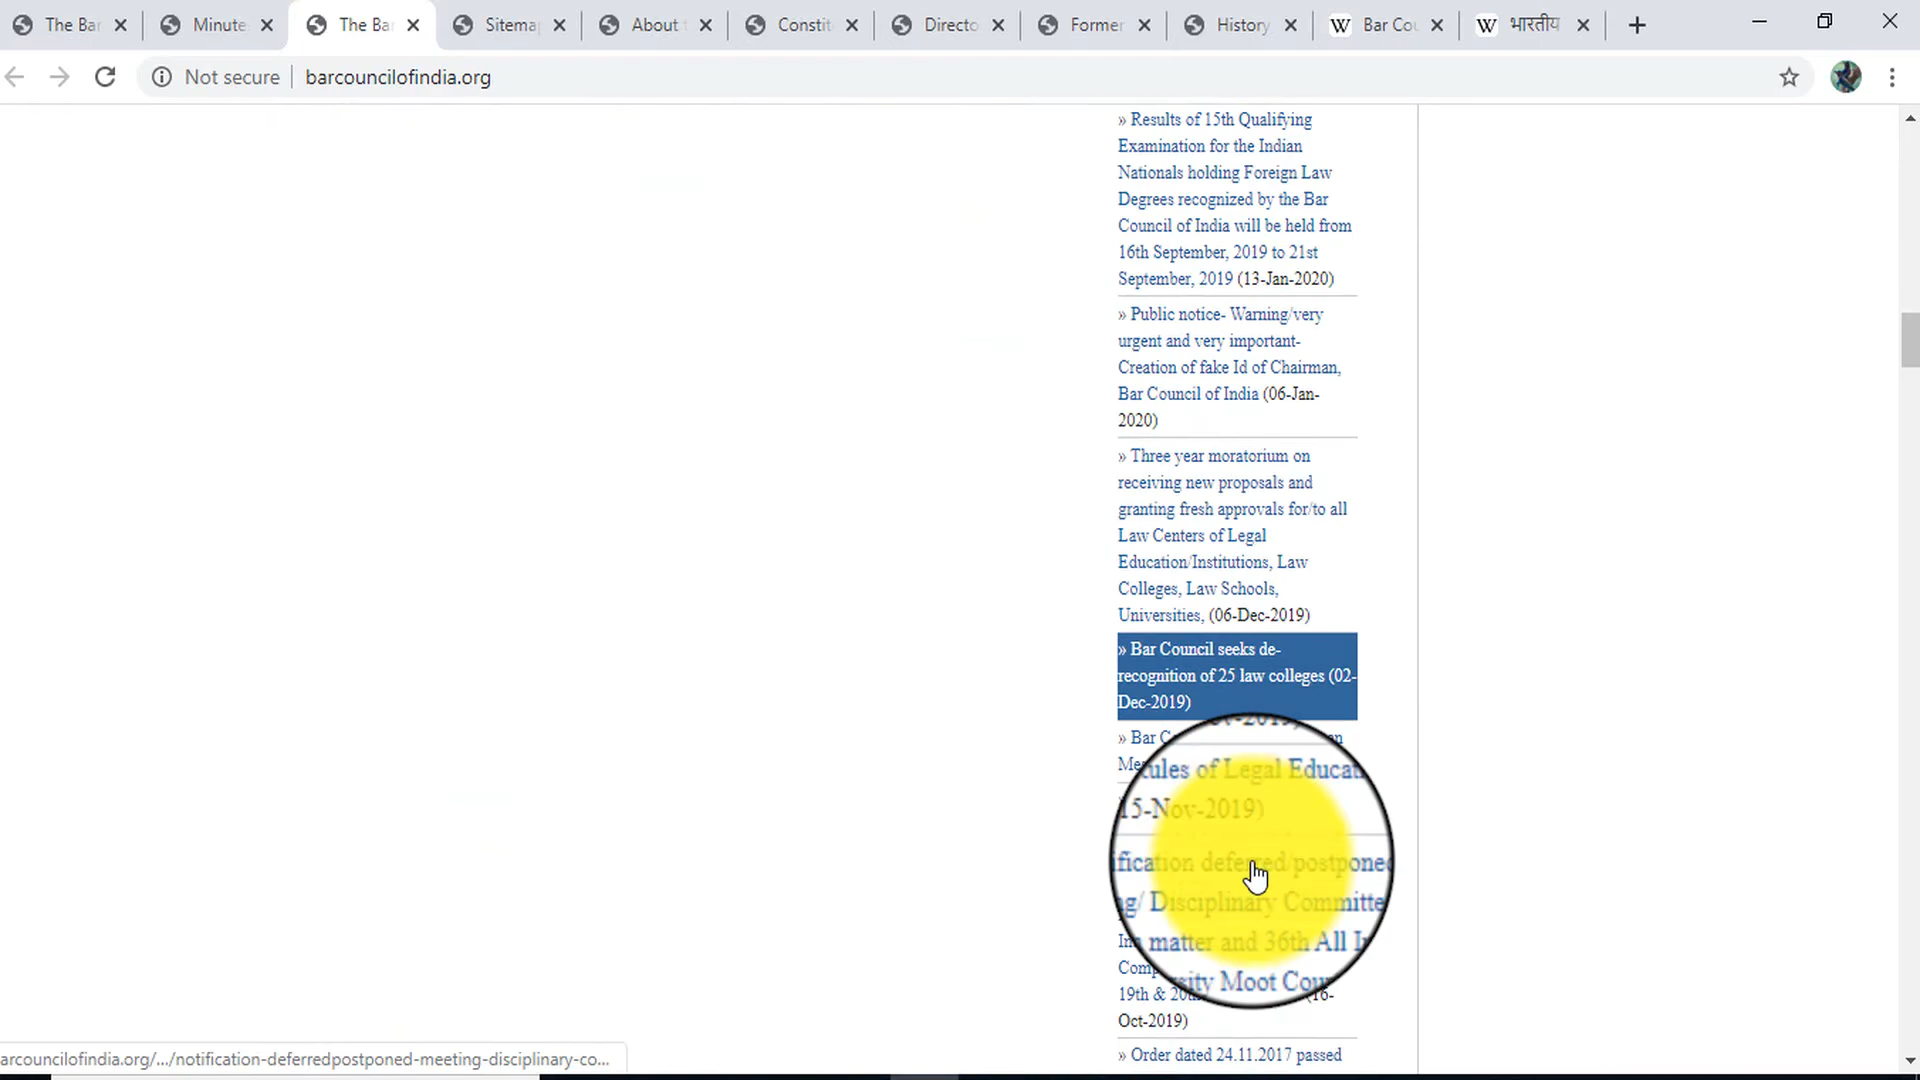 The Bar
Minute
The Bar
Sitema
About t
Constit
Directo
Former
History
Bar Cou
भारतीय
Not secure
barcouncilofindia.org
» Results of 15th Qualifying
Examination for the Indian
Nationals holding Foreign Law
Degrees recognized by the Bar
Council of India will be held from
16th September, 2019 to 21st
September, 2019 (13-Jan-2020)
» Public notice- Warning/very
urgent and very important-
Creation of fake Id of Chairman,
Bar Council of India (06-Jan-
2020)
» Three year moratorium on
receiving new proposals and
granting fresh approvals for/to all
Law Centers of Legal
Education/Institutions, Law
Colleges, Law Schools,
Universities, (06-Dec-2019)
» Bar Council seeks de-
recognition of 25 law colleges (02-
Dec-2019)
» Bar
ules of Legal Educat
15-Nov-2019)
ification deferred/postponed
ng/ Disciplinary Committe
matter and 36th All
sity Moot Cou
19th &
Oct-2019)
» Order dated 24.11.2017 passed
arcouncilofindia.org/.../notification-deferredpostponed-meeting-disciplinary-co...